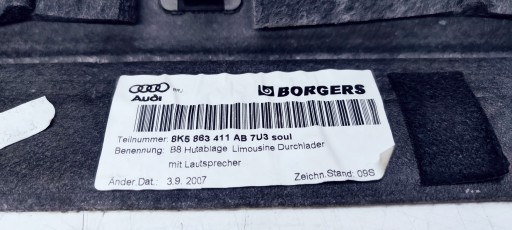 Audi
BORGERS
Teilnummer: 8K5 863 411 AB 7U3 soul
Benennung: B8 Hutablage Limousine Durchlader
mit Lautsprecher
Änder Dat.: 3.9. 2007 Zeichn.Stand: 09S